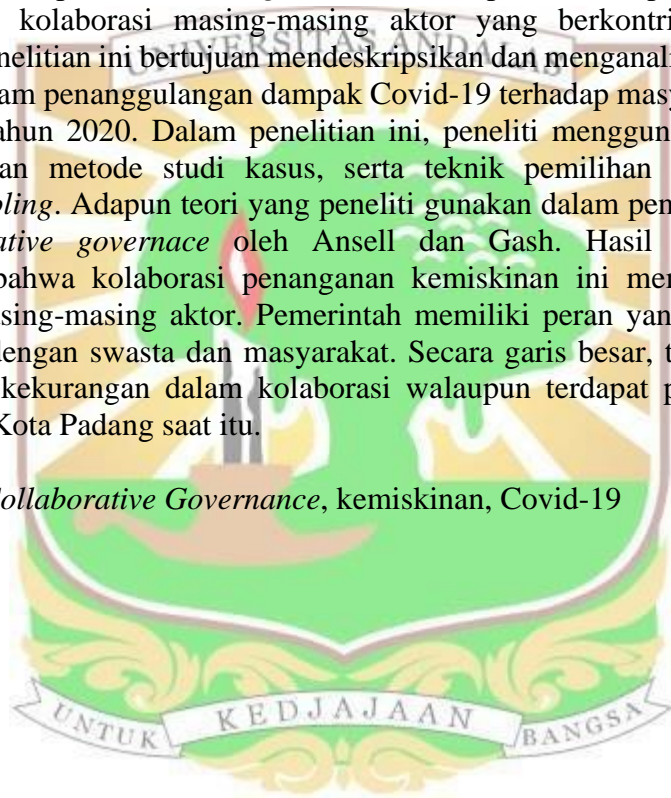 kolaborasi masing-masing aktor yang berkontri
nelitian ini bertujuan mendeskripsikan dan menganali
am penanggulangan dampak Covid-19 terhadap masy
ahun 2020. Dalam penelitian ini, peneliti menggun
an metode studi kasus, serta teknik pemilihan
pling. Adapun teori yang peneliti gunakan dalam pen
ative governace oleh Ansell dan Gash. Hasil
bahwa kolaborasi penanganan kemiskinan ini men
sing-masing aktor. Pemerintah memiliki peran yan
dengan swasta dan masyarakat. Secara garis besar, t
kekurangan dalam kolaborasi walaupun terdapat p
Kota Padang saat itu.
ollaborative Governance, kemiskinan, Covid-19
UNIVERSITAS ANDALAS
UNTUK KEDJAJAAN BANGSA